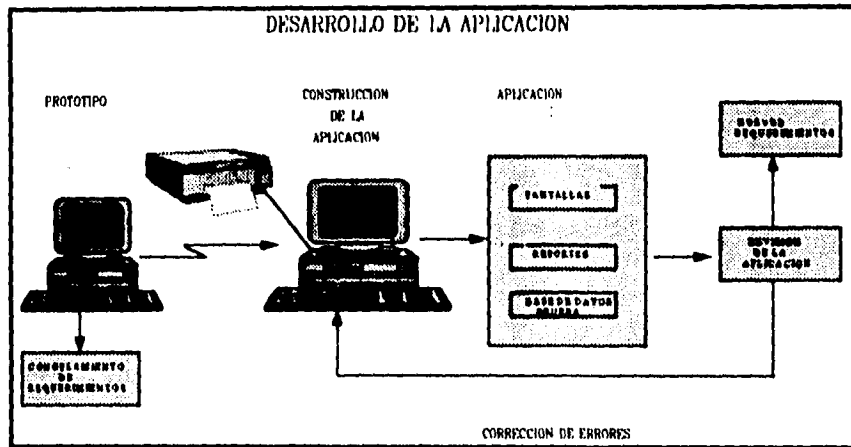 DESARROLLO DE LA APLICACION
PROTOTIPO
CONSTRUCCION
DE LA
APLICACION
APLICACION
NUEVOS
REQUERIMIENTOS
PANTALLAS
REPORTES
BASE DE DATOS
PRUEBA
REVISION
DE LA
APLICACION
CONGELAMIENTO
DE
REQUERIMIENTOS
CORRECCION DE ERRORES